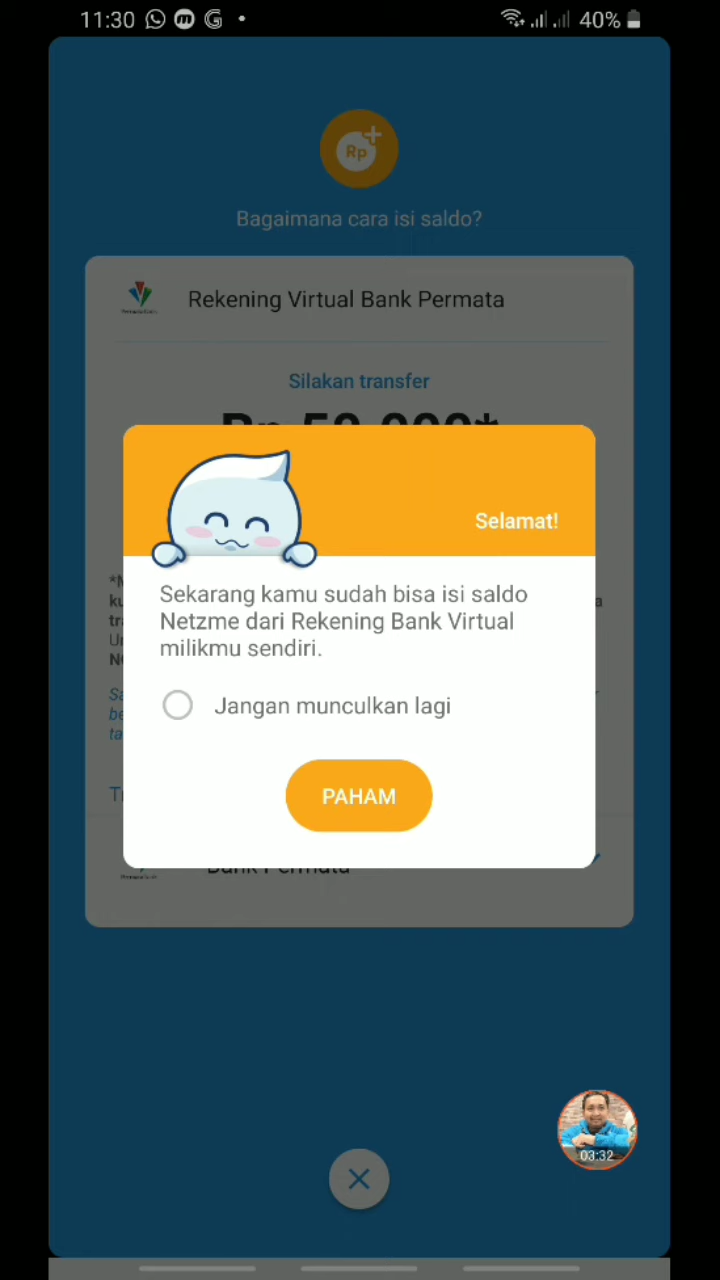 11:30
40%
Rp
Bagaimana cara isi saldo?
Rekening Virtual Bank Permata
Silakan transfer
Selamat!
Sekarang kamu sudah bisa isi saldo
Netzme dari Rekening Bank Virtual
milikmu sendiri.
Jangan munculkan lagi
PAHAM
Bank Permata
03:32